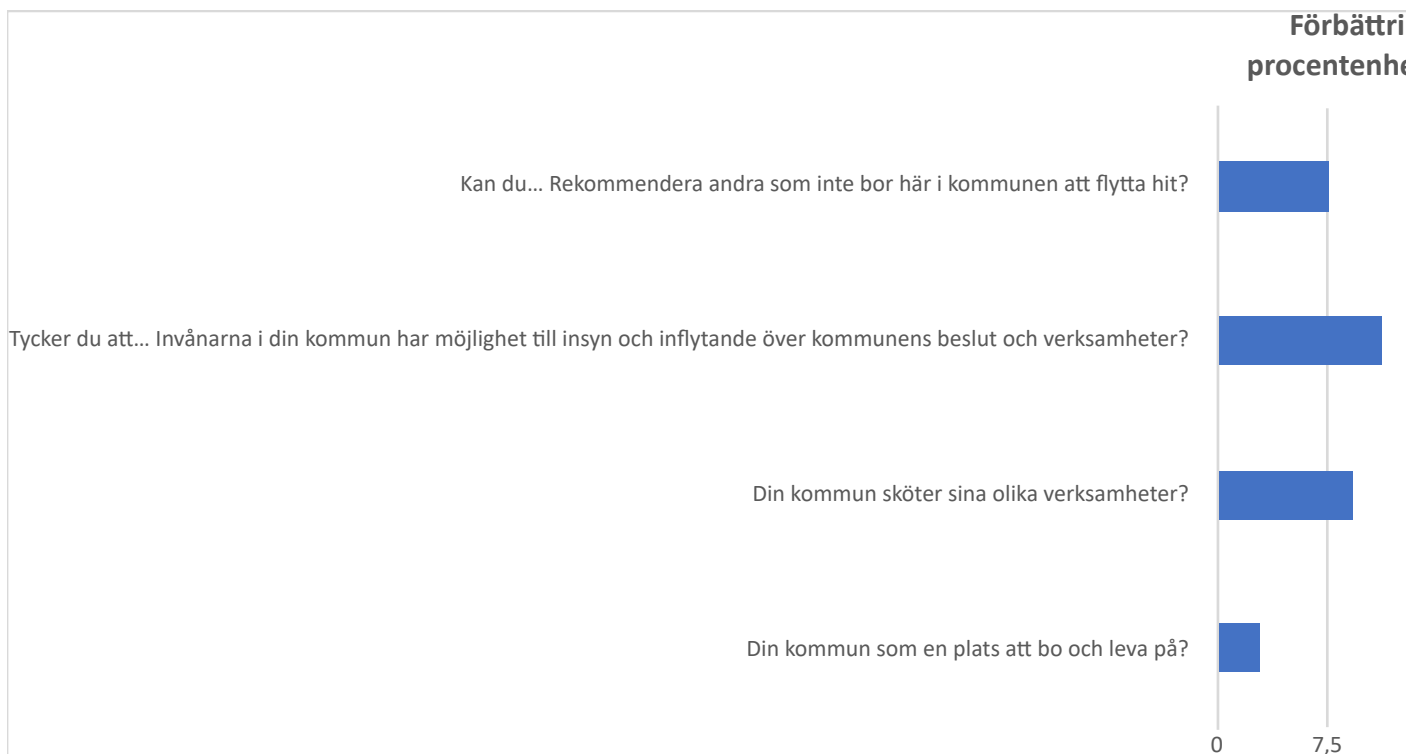 Förbättri
procentenhe
Kan du... Rekommendera andra som inte bor här i kommunen att flytta hit?
Tycker du att... Invånarna i din kommun har möjlighet till insyn och inflytande över kommunens beslut och verksamheter?
Din kommun sköter sina olika verksamheter?
Din kommun som en plats att bo och leva på?
0 7,5